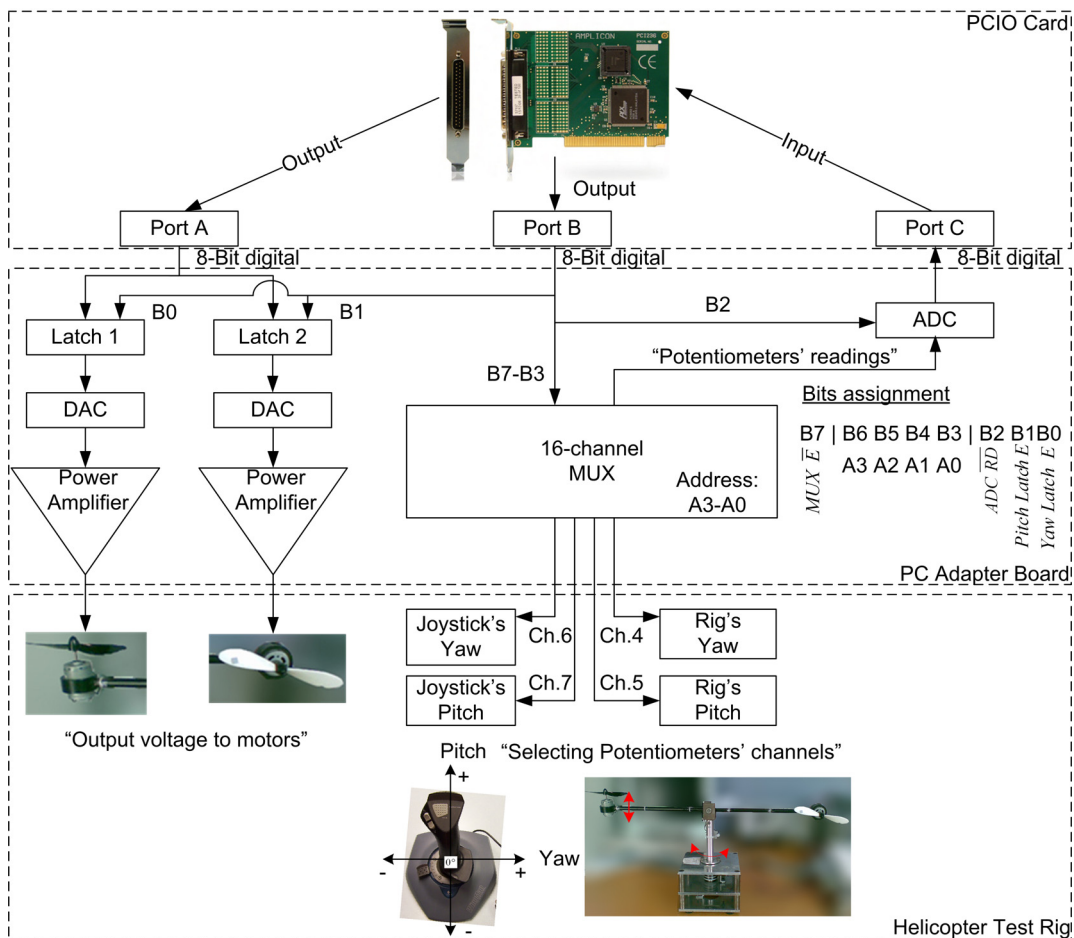 PCIO Card
AMPLICON
PCI236
CE
Output
Output
Input
Port A
Port B
Port C
8-Bit digital
8-Bit digital
8-Bit digital
B0
B1
B2
Latch 1
Latch 2
ADC
"Potentiometers' readings"
B7-B3
DAC
DAC
Bits assignment
B7 | B6 B5 B4 B3 | B2 B1B0
A3 A2 A1 A0
MUX E̅
ADC R̅D̅
Pitch Latch E
Yaw Latch E
16-channel
MUX
Address:
A3-A0
Power
Amplifier
Power
Amplifier
PC Adapter Board
Joystick's
Yaw
Ch.6
Ch.4
Rig's
Yaw
Joystick's
Pitch
Ch.7
Ch.5
Rig's
Pitch
"Output voltage to motors"
Pitch
"Selecting Potentiometers' channels"
+
0°
Yaw
-
+
-
Helicopter Test Rig